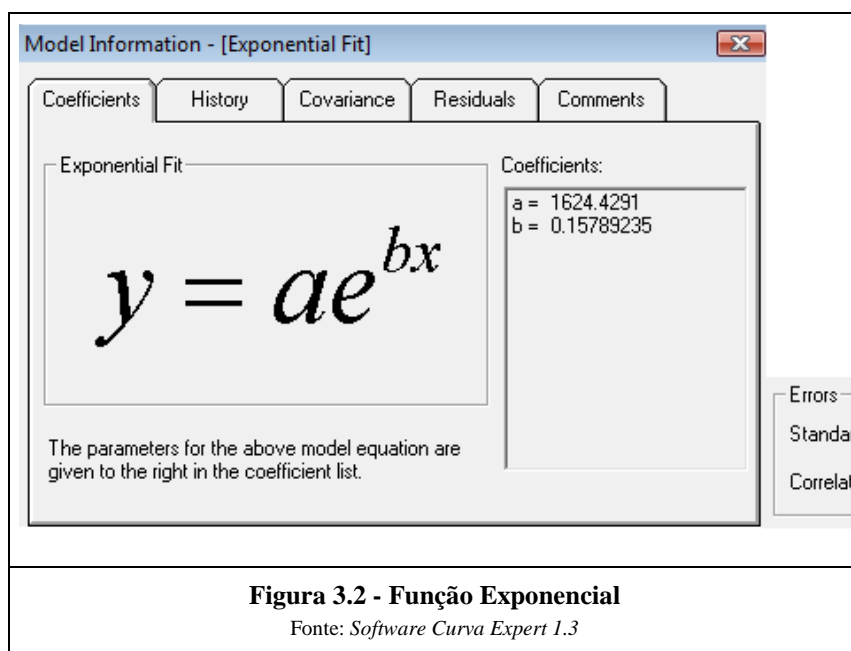 Model Information - [Exponential Fit]
Coefficients History Covariance Residuals Comments
Exponential Fit
y = ae^{bx}
Coefficients:
a = 1624.4291
b = 0.15789235
The parameters for the above model equation are
given to the right in the coefficient list.
Errors
Figura 3.2 - Função Exponencial
Fonte: Software Curva Expert 1.3